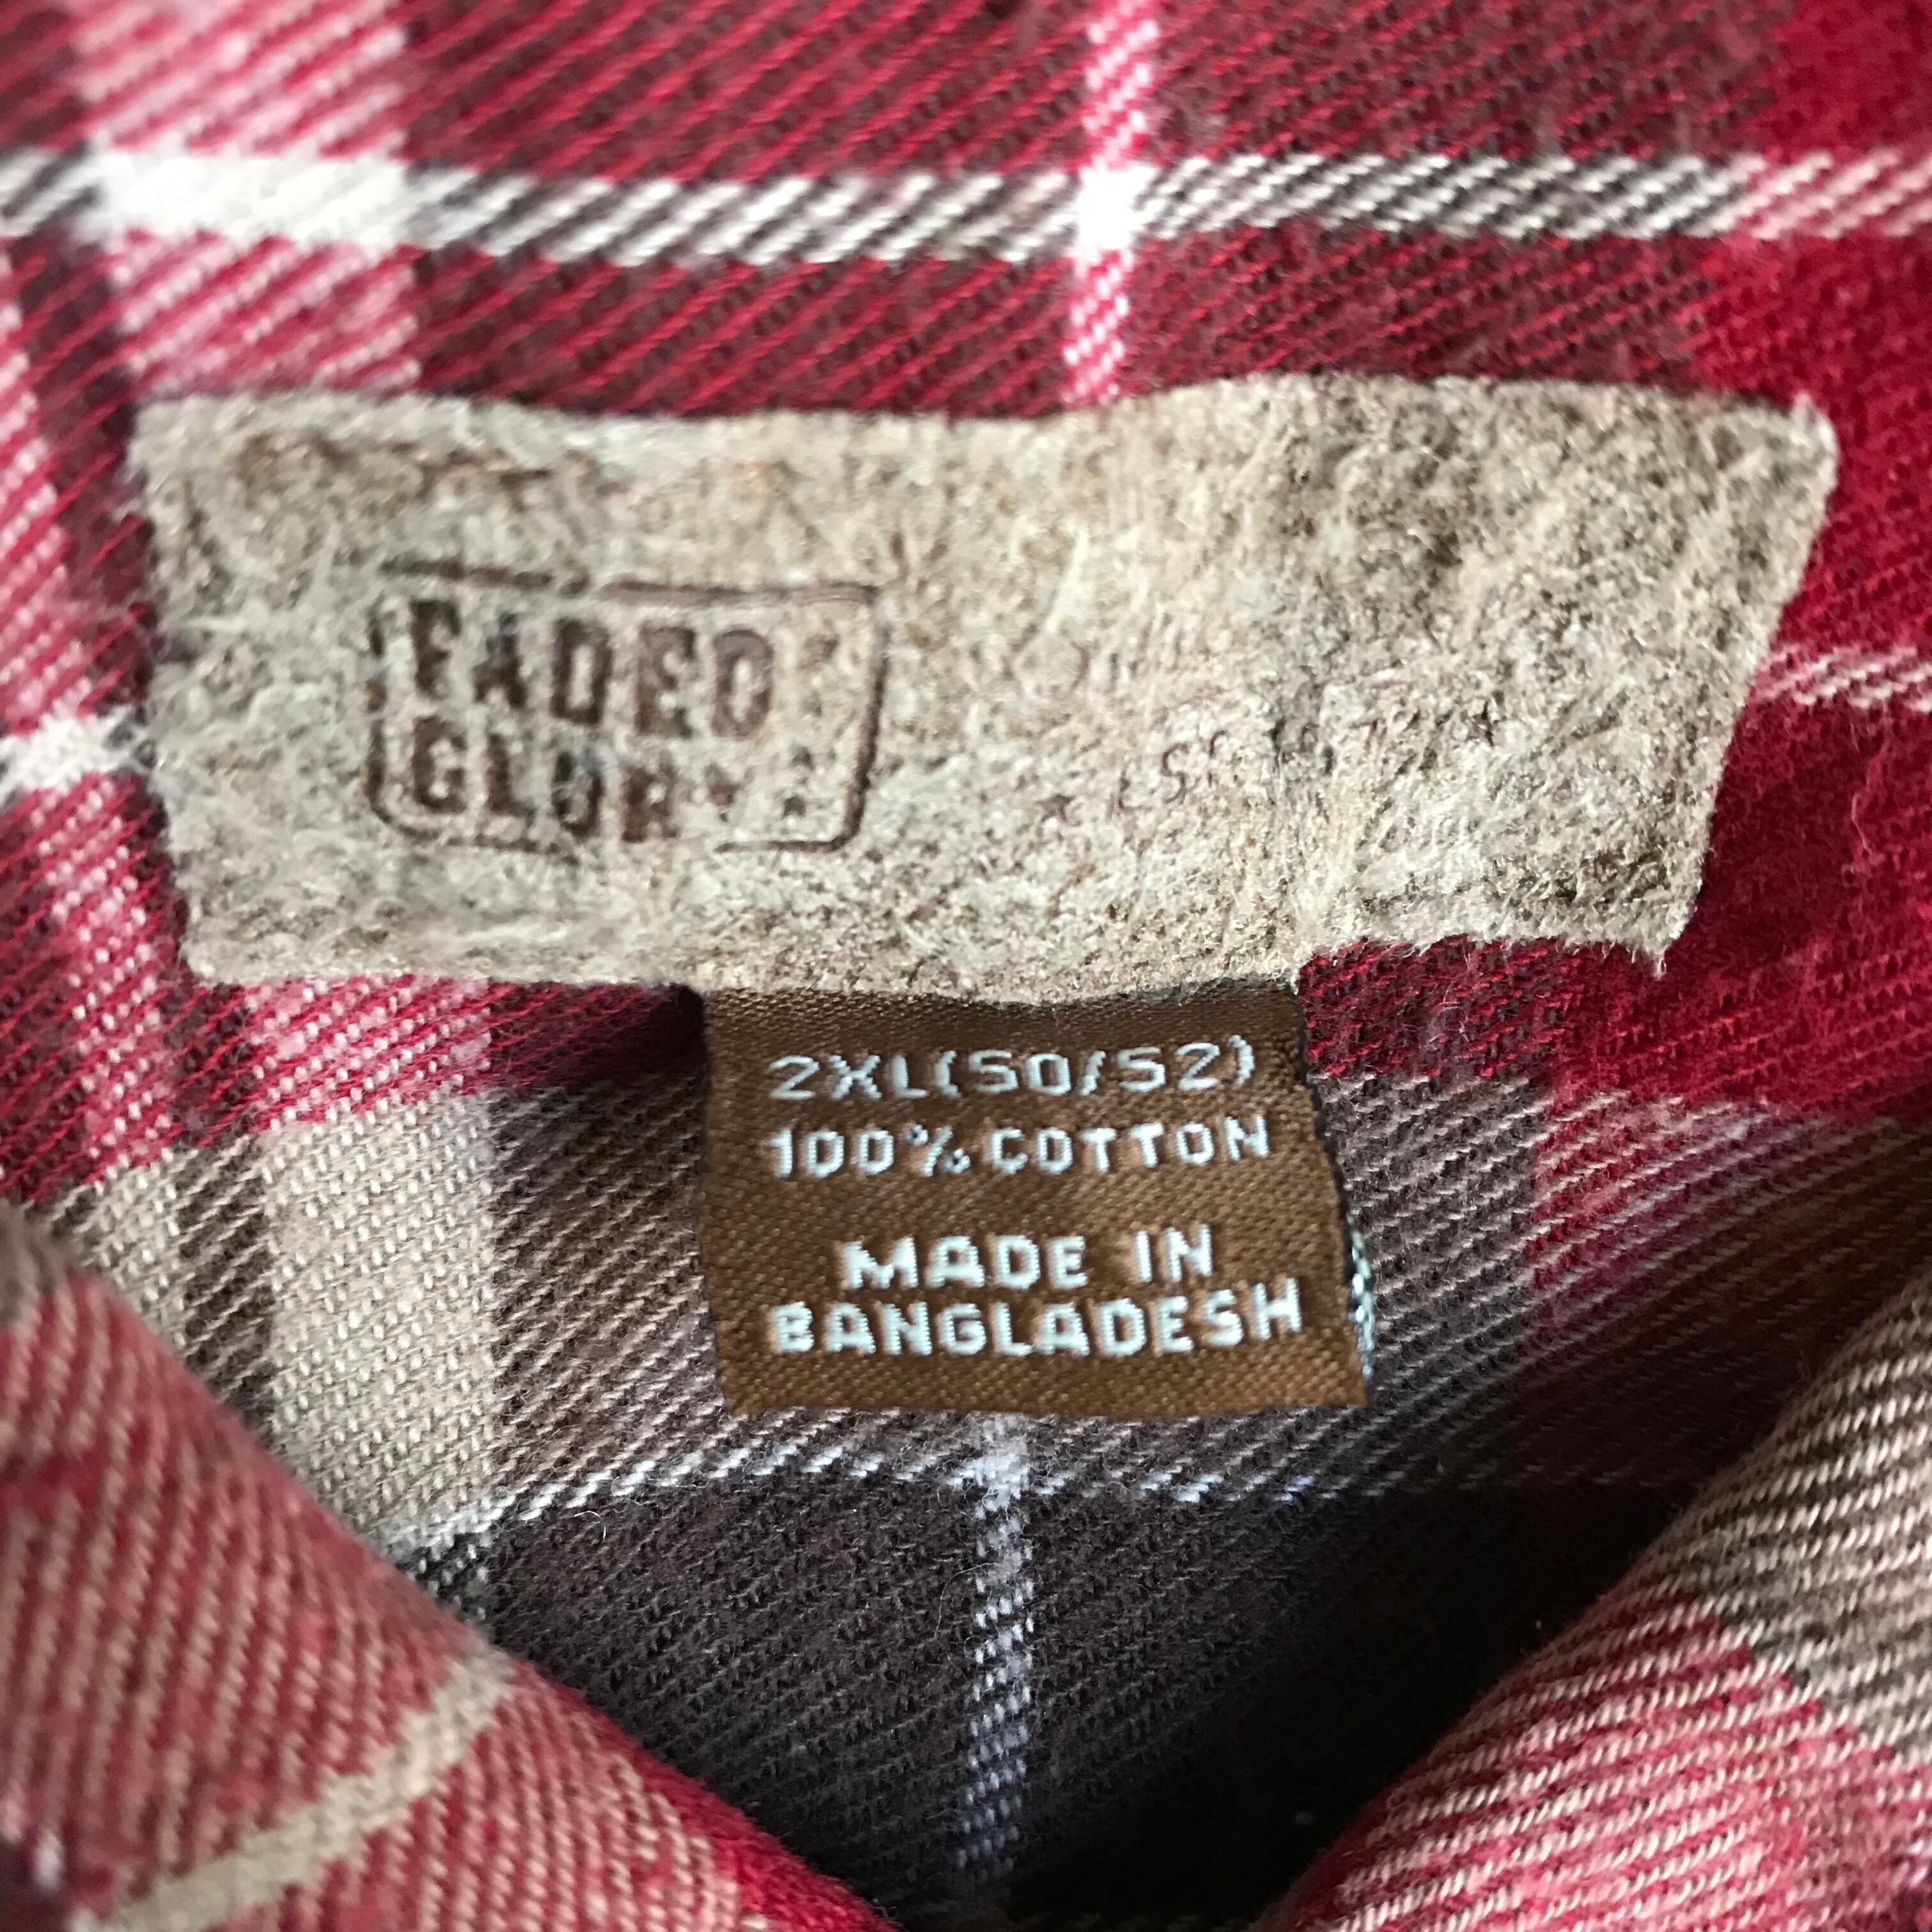 FADED
GLORY
2XL(50/52)
100% COTTON
MADE IN
BANGLADESH